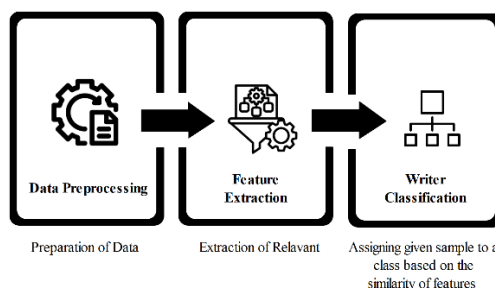 Data Preprocessing
Feature
Extraction
Writer
Classification
Preparation of Data
Extraction of Relavant
Assigning given sample to a
class based on the
similarity of features